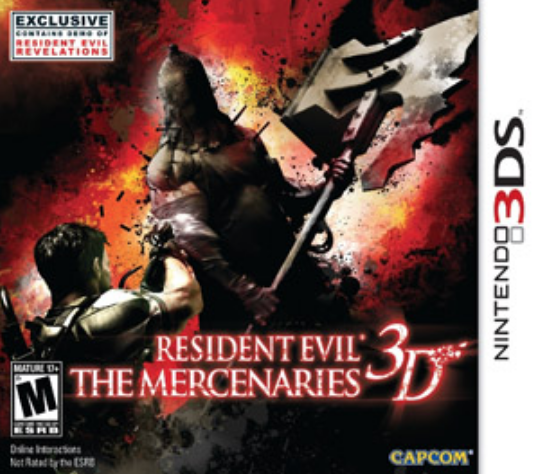 EXCLUSIVE
CONTAINS DEMO OF
RESIDENT EVIL
REVELATIONS
NINTENDO 3DS™
RESIDENT EVIL® 3D
THE MERCENARIES
MATURE 17+
M
ESRB
Online Interactions
Not Rated by the ESRB
CAPCOM®